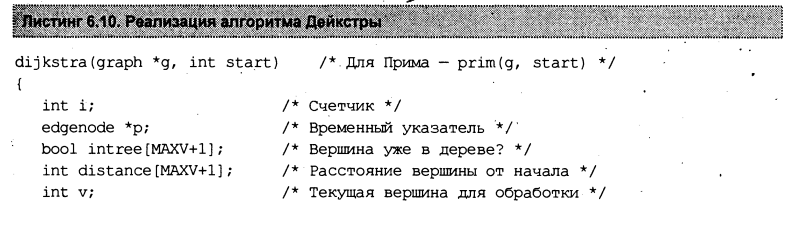 Листинг 6.10. Реализация алгоритма Дейкстры
dijkstra(graph *g, int start) /* Для Прима — prim(g, start) */
{
int i; /* Счетчик */
edgenode *p; /* Временный указатель */
bool intree[MAXV+1]; /* Вершина уже в дереве? */
int distance[MAXV+1]; /* Расстояние вершины от начала */
int v; /* Текущая вершина для обработки */